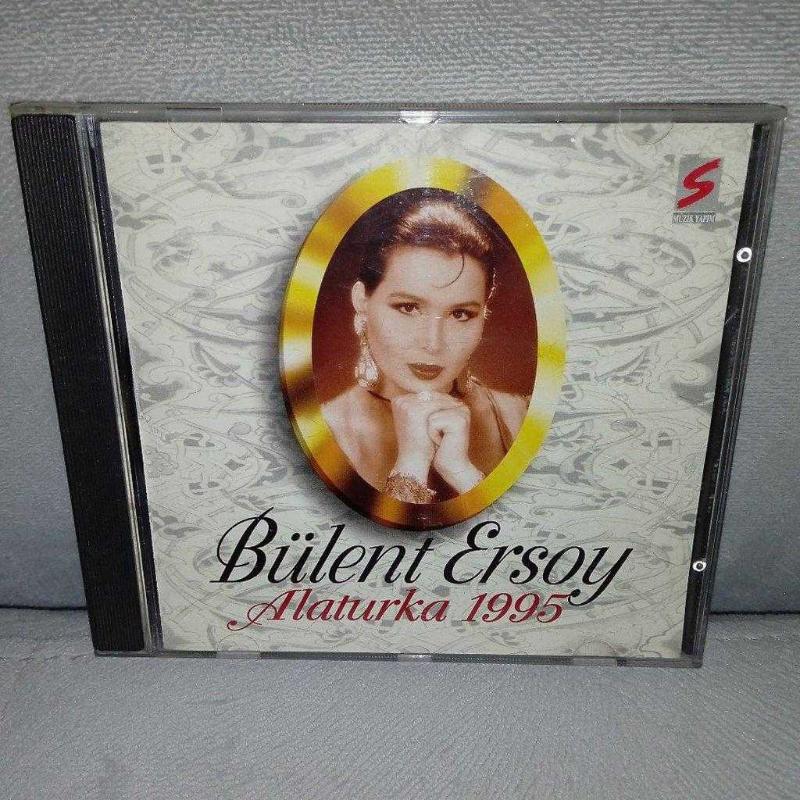 S
MÜZİK YAPIM
Bülent Ersoy
Alaturka 1995